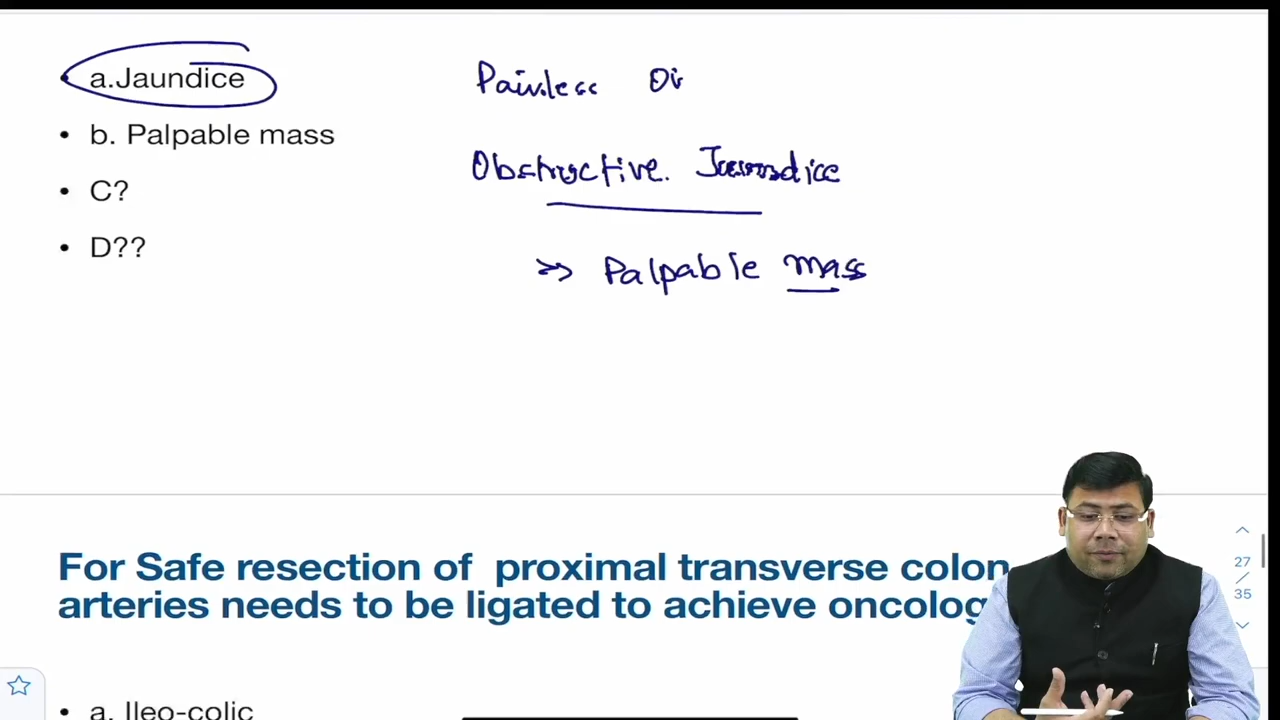 a.Jaundice
b. Palpable mass
C?
D??
Painless Ob
Obstructive. Jaundice
>> Palpable mass
For Safe resection of proximal transverse colon
arteries needs to be ligated to achieve oncolog
a. Ileo-colic
27
/
35